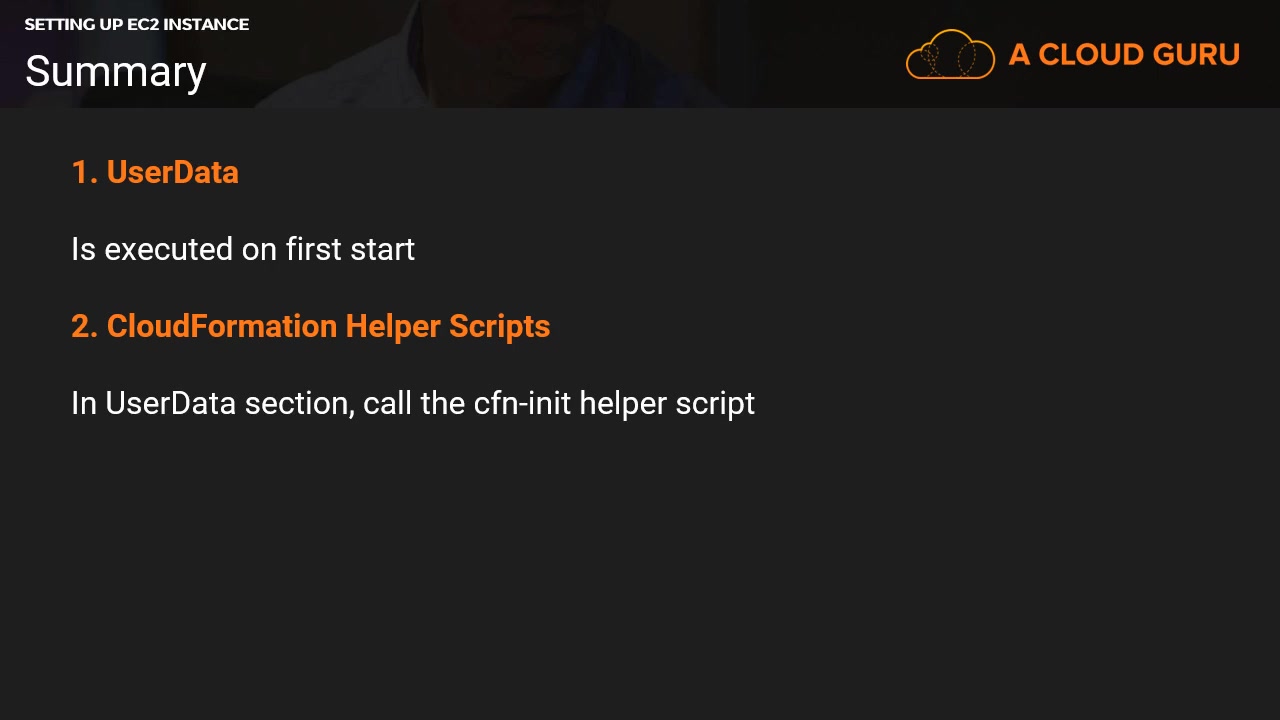 SETTING UP EC2 INSTANCE
Summary
A CLOUD GURU
1. UserData
Is executed on first start
2. CloudFormation Helper Scripts
In UserData section, call the cfn-init helper script